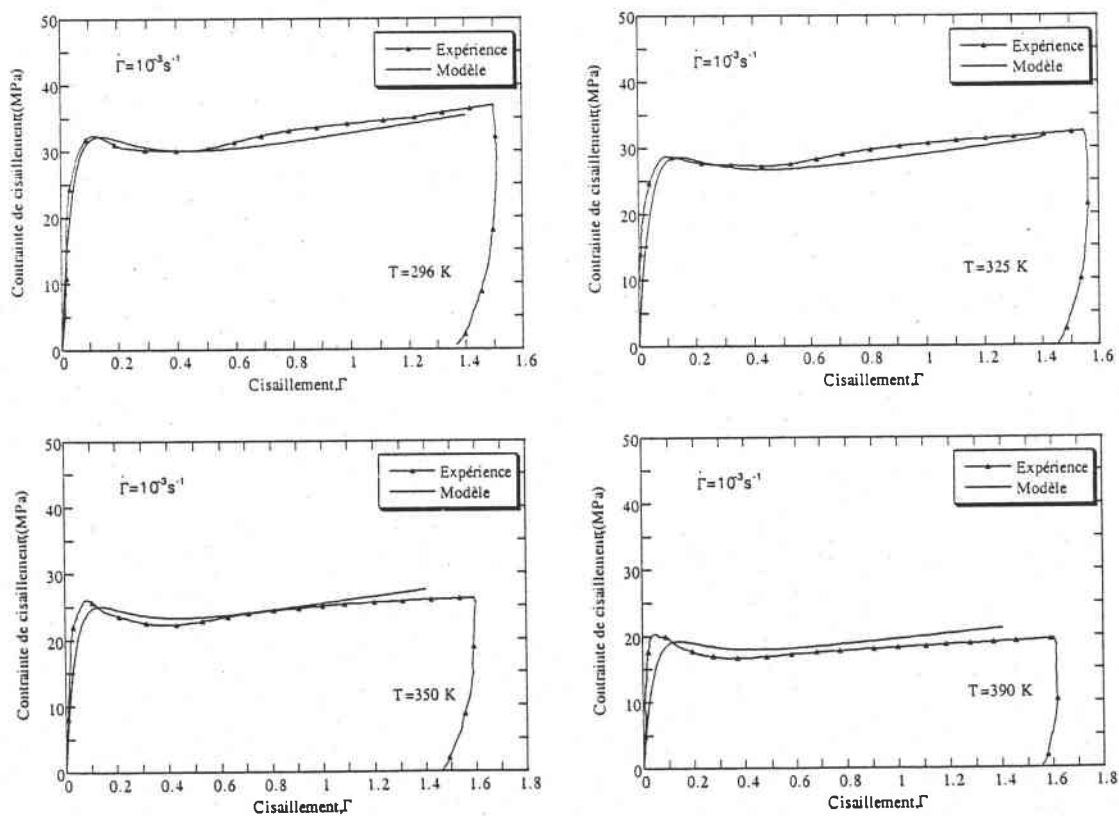 50
40
30
20
10
0
Contrainte de cisaillement,(MPa)
Γ̇=10⁻³s⁻¹
Expérience
Modèle
T=296 K
0 0.2 0.4 0.6 0.8 1 1.2 1.4 1.6
Cisaillement,Γ
50
40
30
20
10
0
Contrainte de cisaillement,(MPa)
Γ̇=10⁻³s⁻¹
Expérience
Modèle
T=325 K
0 0.2 0.4 0.6 0.8 1 1.2 1.4 1.6
Cisaillement,Γ
50
40
30
20
10
0
Contrainte de cisaillement,(MPa)
Γ̇=10⁻³s⁻¹
Expérience
Modèle
T=350 K
0 0.2 0.4 0.6 0.8 1 1.2 1.4 1.6 1.8
Cisaillement,Γ
50
40
30
20
10
0
Contrainte de cisaillement,(MPa)
Γ̇=10⁻³s⁻¹
Expérience
Modèle
T=390 K
0 0.2 0.4 0.6 0.8 1 1.2 1.4 1.6 1.8
Cisaillement,Γ